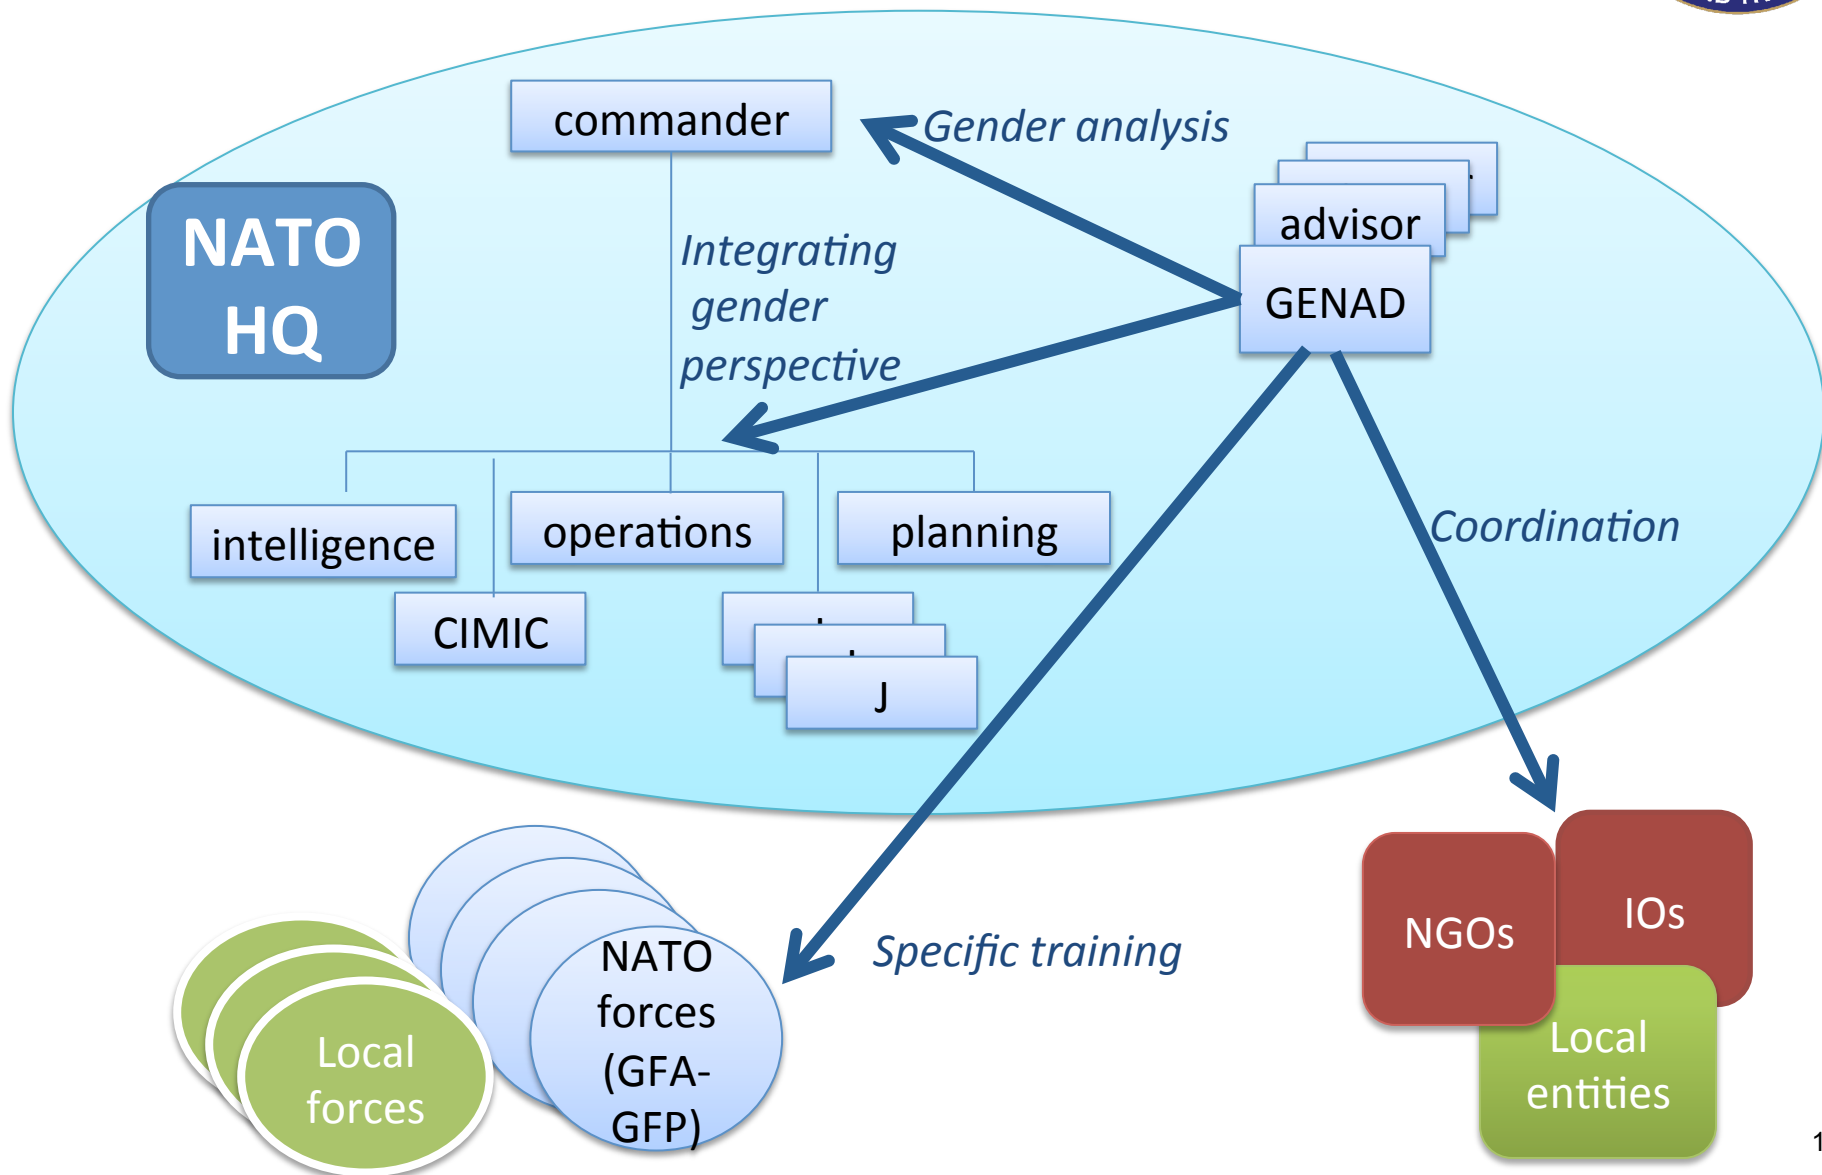 commander
Gender analysis
NATO
HQ
Integrating
gender
perspective
advisor
GENAD
intelligence
operations
planning
CIMIC
J
Coordination
Specific training
NATO
forces
(GFA-
GFP)
Local
forces
NGOs
IOs
Local
entities
1